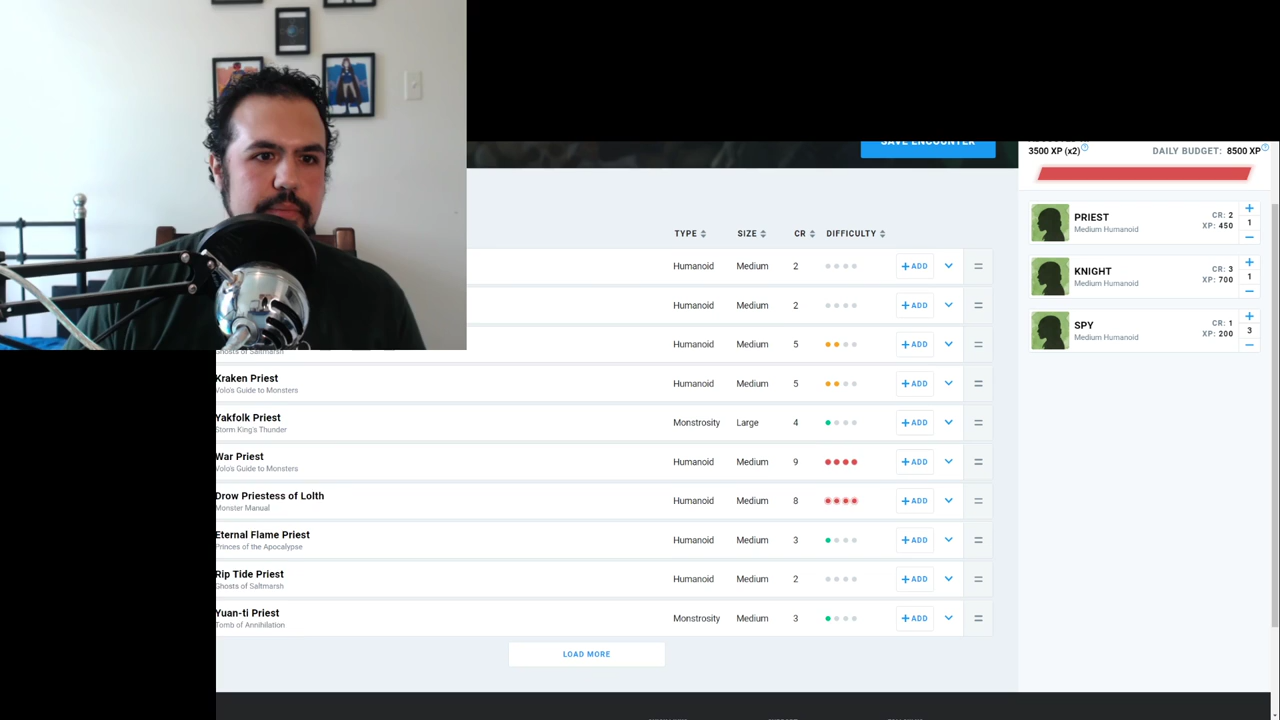 SAVE ENCOUNTER
3500 XP (x2) DAILY BUDGET: 8500 XP
TYPE SIZE CR DIFFICULTY
Humanoid Medium 2 +ADD
Humanoid Medium 2 +ADD
Ghosts of Saltmarsh Humanoid Medium 5 +ADD
Kraken Priest
Volo's Guide to Monsters
Humanoid Medium 5 +ADD
Yakfolk Priest
Storm King's Thunder
Monstrosity Large 4 +ADD
War Priest
Volo's Guide to Monsters
Humanoid Medium 9 +ADD
Drow Priestess of Lolth
Monster Manual
Humanoid Medium 8 +ADD
Eternal Flame Priest
Princes of the Apocalypse
Humanoid Medium 3 +ADD
Rip Tide Priest
Ghosts of Saltmarsh
Humanoid Medium 2 +ADD
Yuan-ti Priest
Tomb of Annihilation
Monstrosity Medium 3 +ADD
LOAD MORE
PRIEST
Medium Humanoid
CR: 2
XP: 450
1
KNIGHT
Medium Humanoid
CR: 3
XP: 700
1
SPY
Medium Humanoid
CR: 1
XP: 200
3